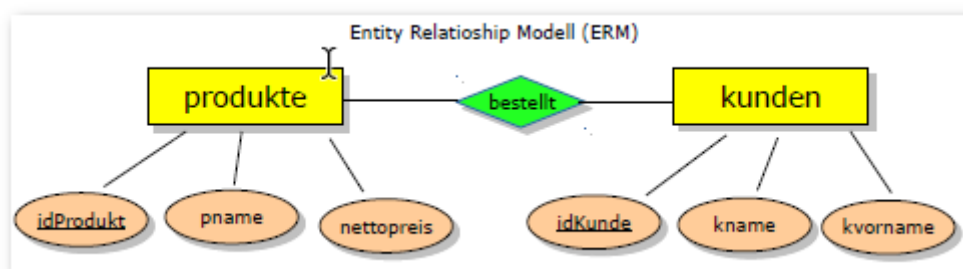 Entity Relatioship Modell (ERM)
produkte
bestellt
kunden
idProdukt
pname
nettopreis
idKunde
kname
kvorname